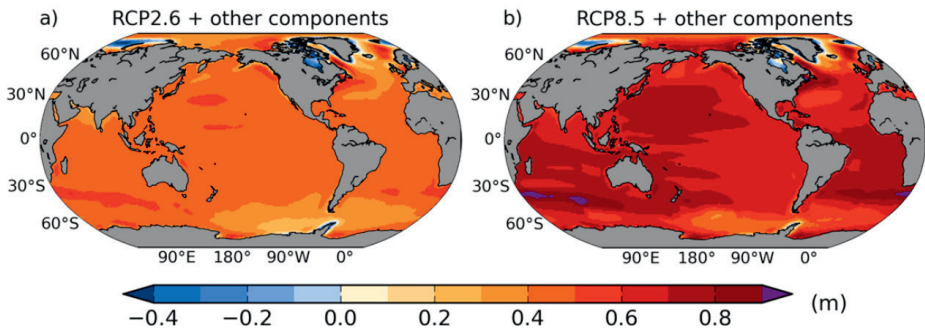 a) RCP2.6 + other components
b) RCP8.5 + other components
60°N
30°N
0°
30°S
60°S
90°E 180° 90°W 0°
60°N
30°N
0°
30°S
60°S
90°E 180° 90°W 0°
−0.4 −0.2 0.0 0.2 0.4 0.6 0.8 (m)